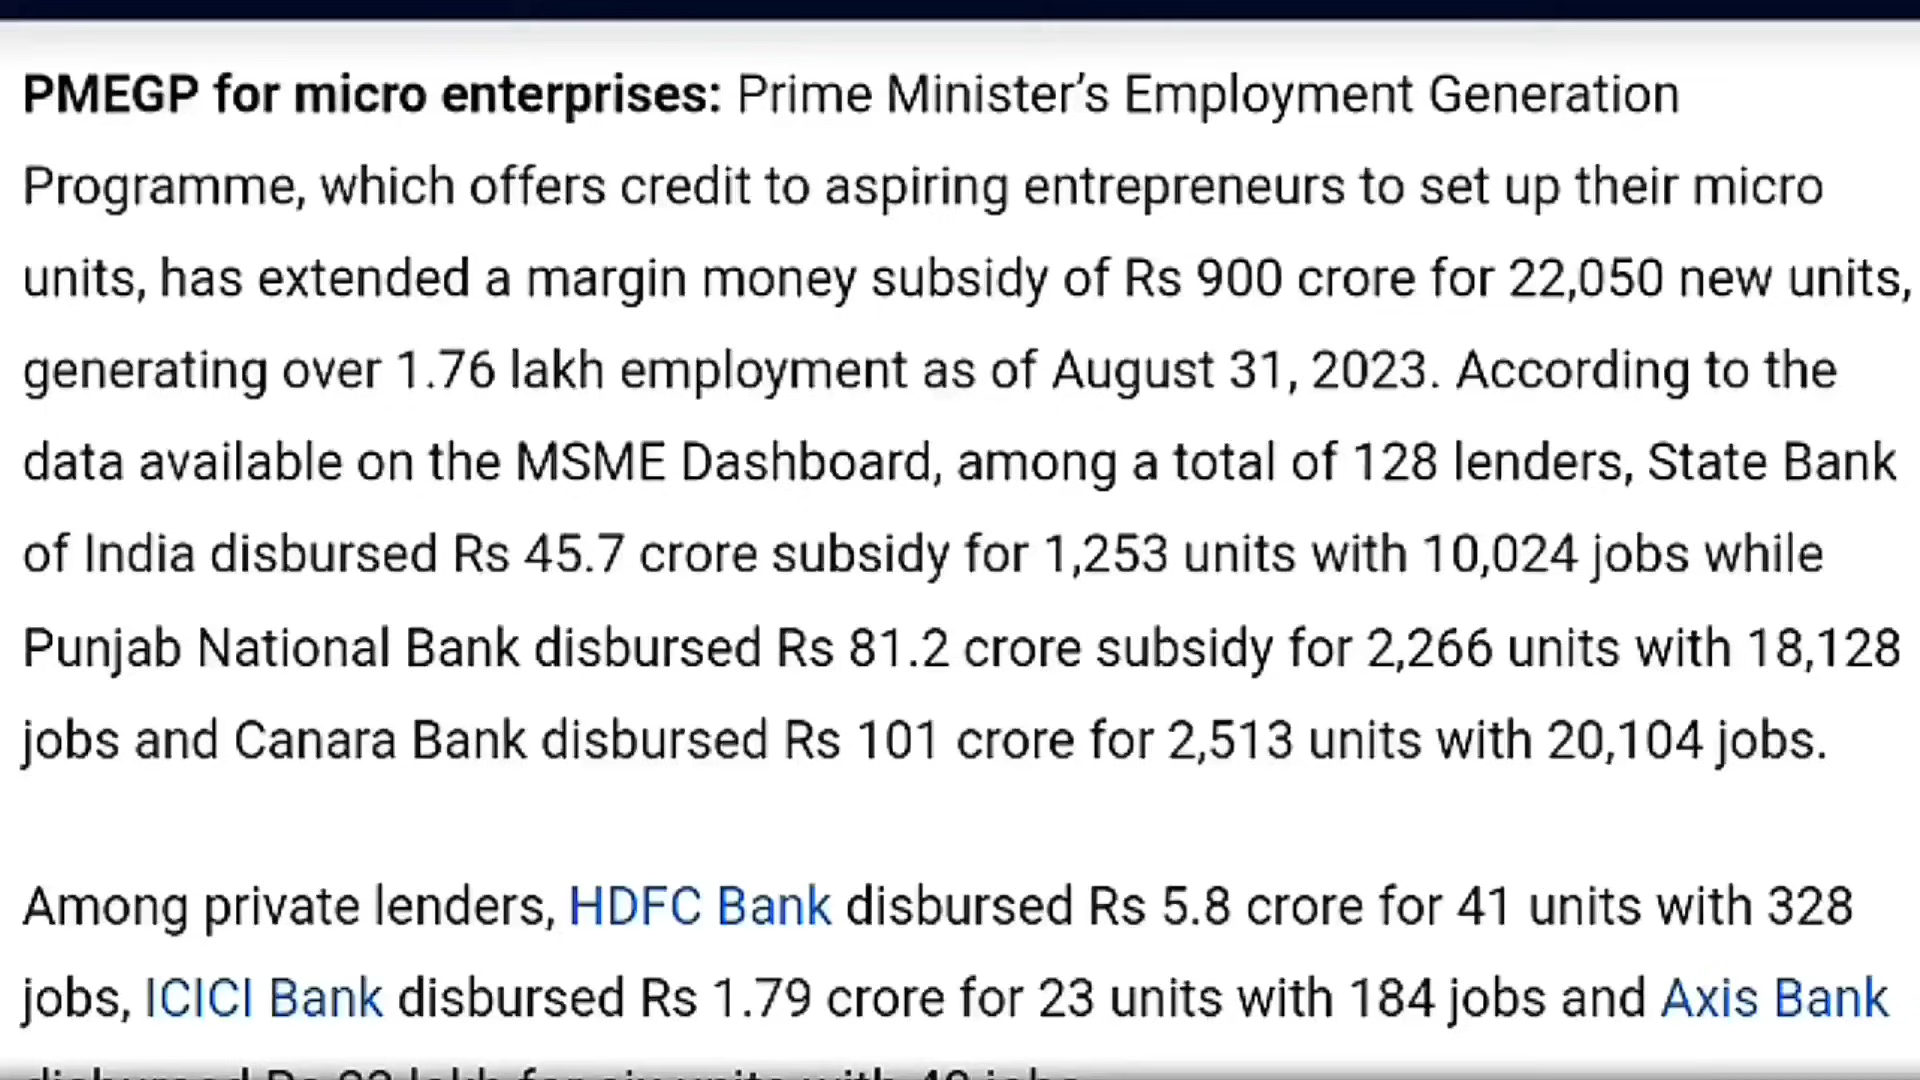 PMEGP for micro enterprises: Prime Minister’s Employment Generation
Programme, which offers credit to aspiring entrepreneurs to set up their micro
units, has extended a margin money subsidy of Rs 900 crore for 22,050 new units,
generating over 1.76 lakh employment as of August 31, 2023. According to the
data available on the MSME Dashboard, among a total of 128 lenders, State Bank
of India disbursed Rs 45.7 crore subsidy for 1,253 units with 10,024 jobs while
Punjab National Bank disbursed Rs 81.2 crore subsidy for 2,266 units with 18,128
jobs and Canara Bank disbursed Rs 101 crore for 2,513 units with 20,104 jobs.
Among private lenders, HDFC Bank disbursed Rs 5.8 crore for 41 units with 328
jobs, ICICI Bank disbursed Rs 1.79 crore for 23 units with 184 jobs and Axis Bank